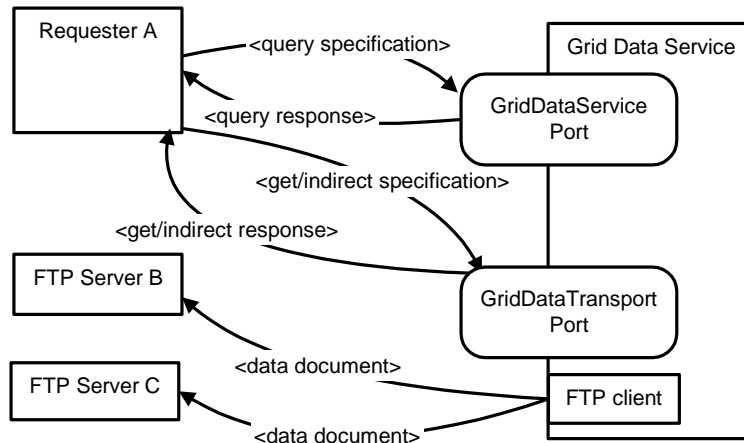 Requester A
<query specification>
Grid Data Service
GridDataService
Port
<query response>
<get/indirect specification>
<get/indirect response>
FTP Server B
GridDataTransport
Port
<data document>
FTP Server C
FTP client
<data document>